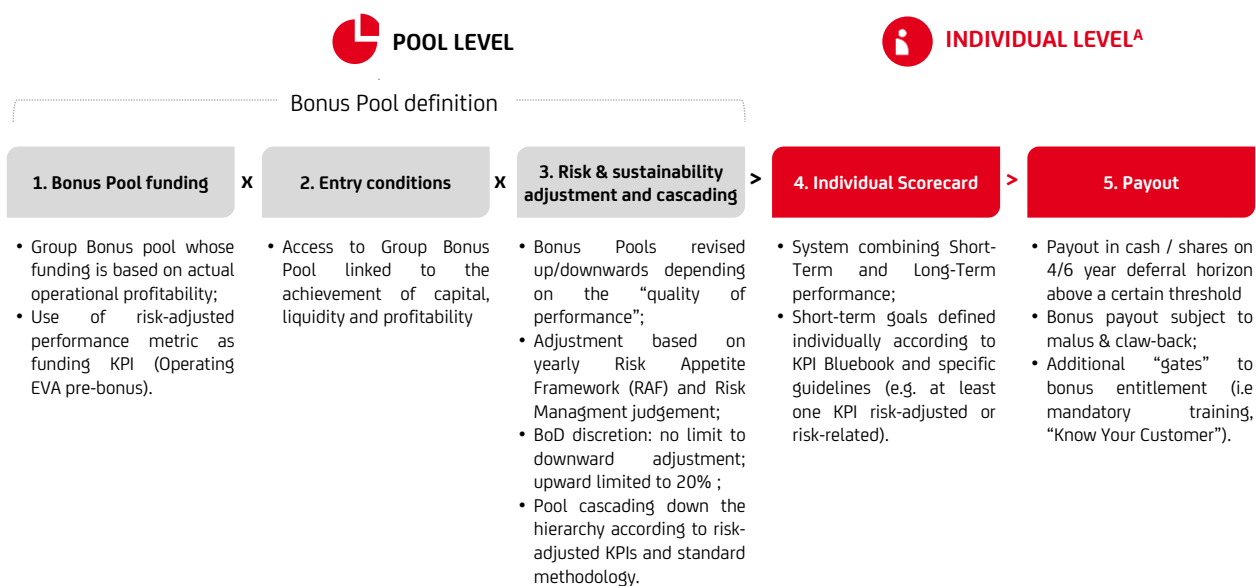 POOL LEVEL
INDIVIDUAL LEVELᴬ
Bonus Pool definition
1. Bonus Pool funding
x
2. Entry conditions
x
3. Risk & sustainability
adjustment and cascading
>
4. Individual Scorecard
>
5. Payout
• Group Bonus pool whose
funding is based on actual
operational profitability;
• Use of risk-adjusted
performance metric as
funding KPI (Operating
EVA pre-bonus).
• Access to Group Bonus
Pool linked to the
achievement of capital,
liquidity and profitability
• Bonus Pools revised
up/downwards depending
on the “quality of
performance”;
• Adjustment based on
yearly Risk Appetite
Framework (RAF) and Risk
Managment judgement;
• BoD discretion: no limit to
downward adjustment;
upward limited to 20% ;
• Pool cascading down the
hierarchy according to risk-
adjusted KPIs and standard
methodology.
• System combining Short-
Term and Long-Term
performance;
• Short-term goals defined
individually according to
KPI Bluebook and specific
guidelines (e.g. at least
one KPI risk-adjusted or
risk-related).
• Payout in cash / shares on
4/6 year deferral horizon
above a certain threshold
• Bonus payout subject to
malus & claw-back;
• Additional “gates” to
bonus entitlement (i.e
mandatory training,
“Know Your Customer”).